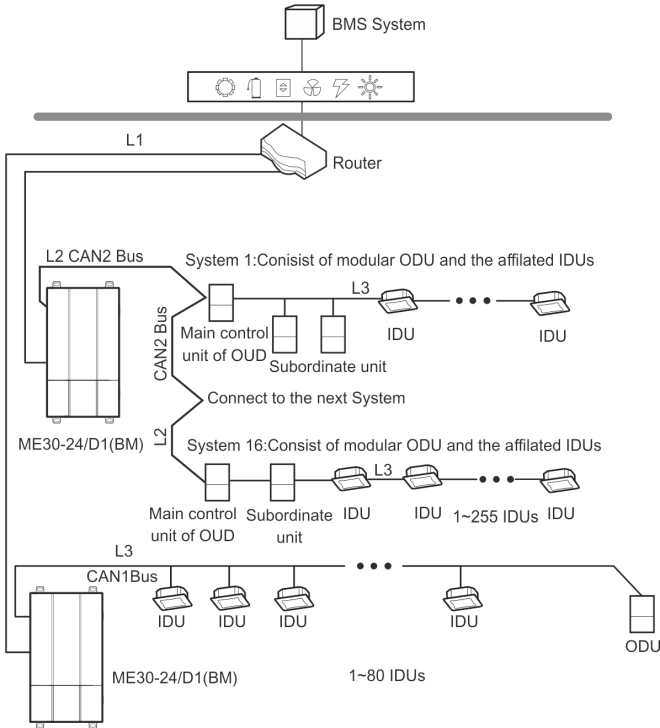 BMS System
L1
Router
L2 CAN2 Bus
System 1:Conisist of modular ODU and the affilated IDUs
L3
CAN2 Bus
Main control
unit of OUD
Subordinate unit
IDU
IDU
Connect to the next System
ME30-24/D1(BM)
L2
System 16:Consist of modular ODU and the affilated IDUs
L3
Main control
unit of OUD
Subordinate
unit
IDU
IDU
1~255 IDUs
IDU
L3
CAN1Bus
IDU
IDU
IDU
IDU
ODU
ME30-24/D1(BM)
1~80 IDUs